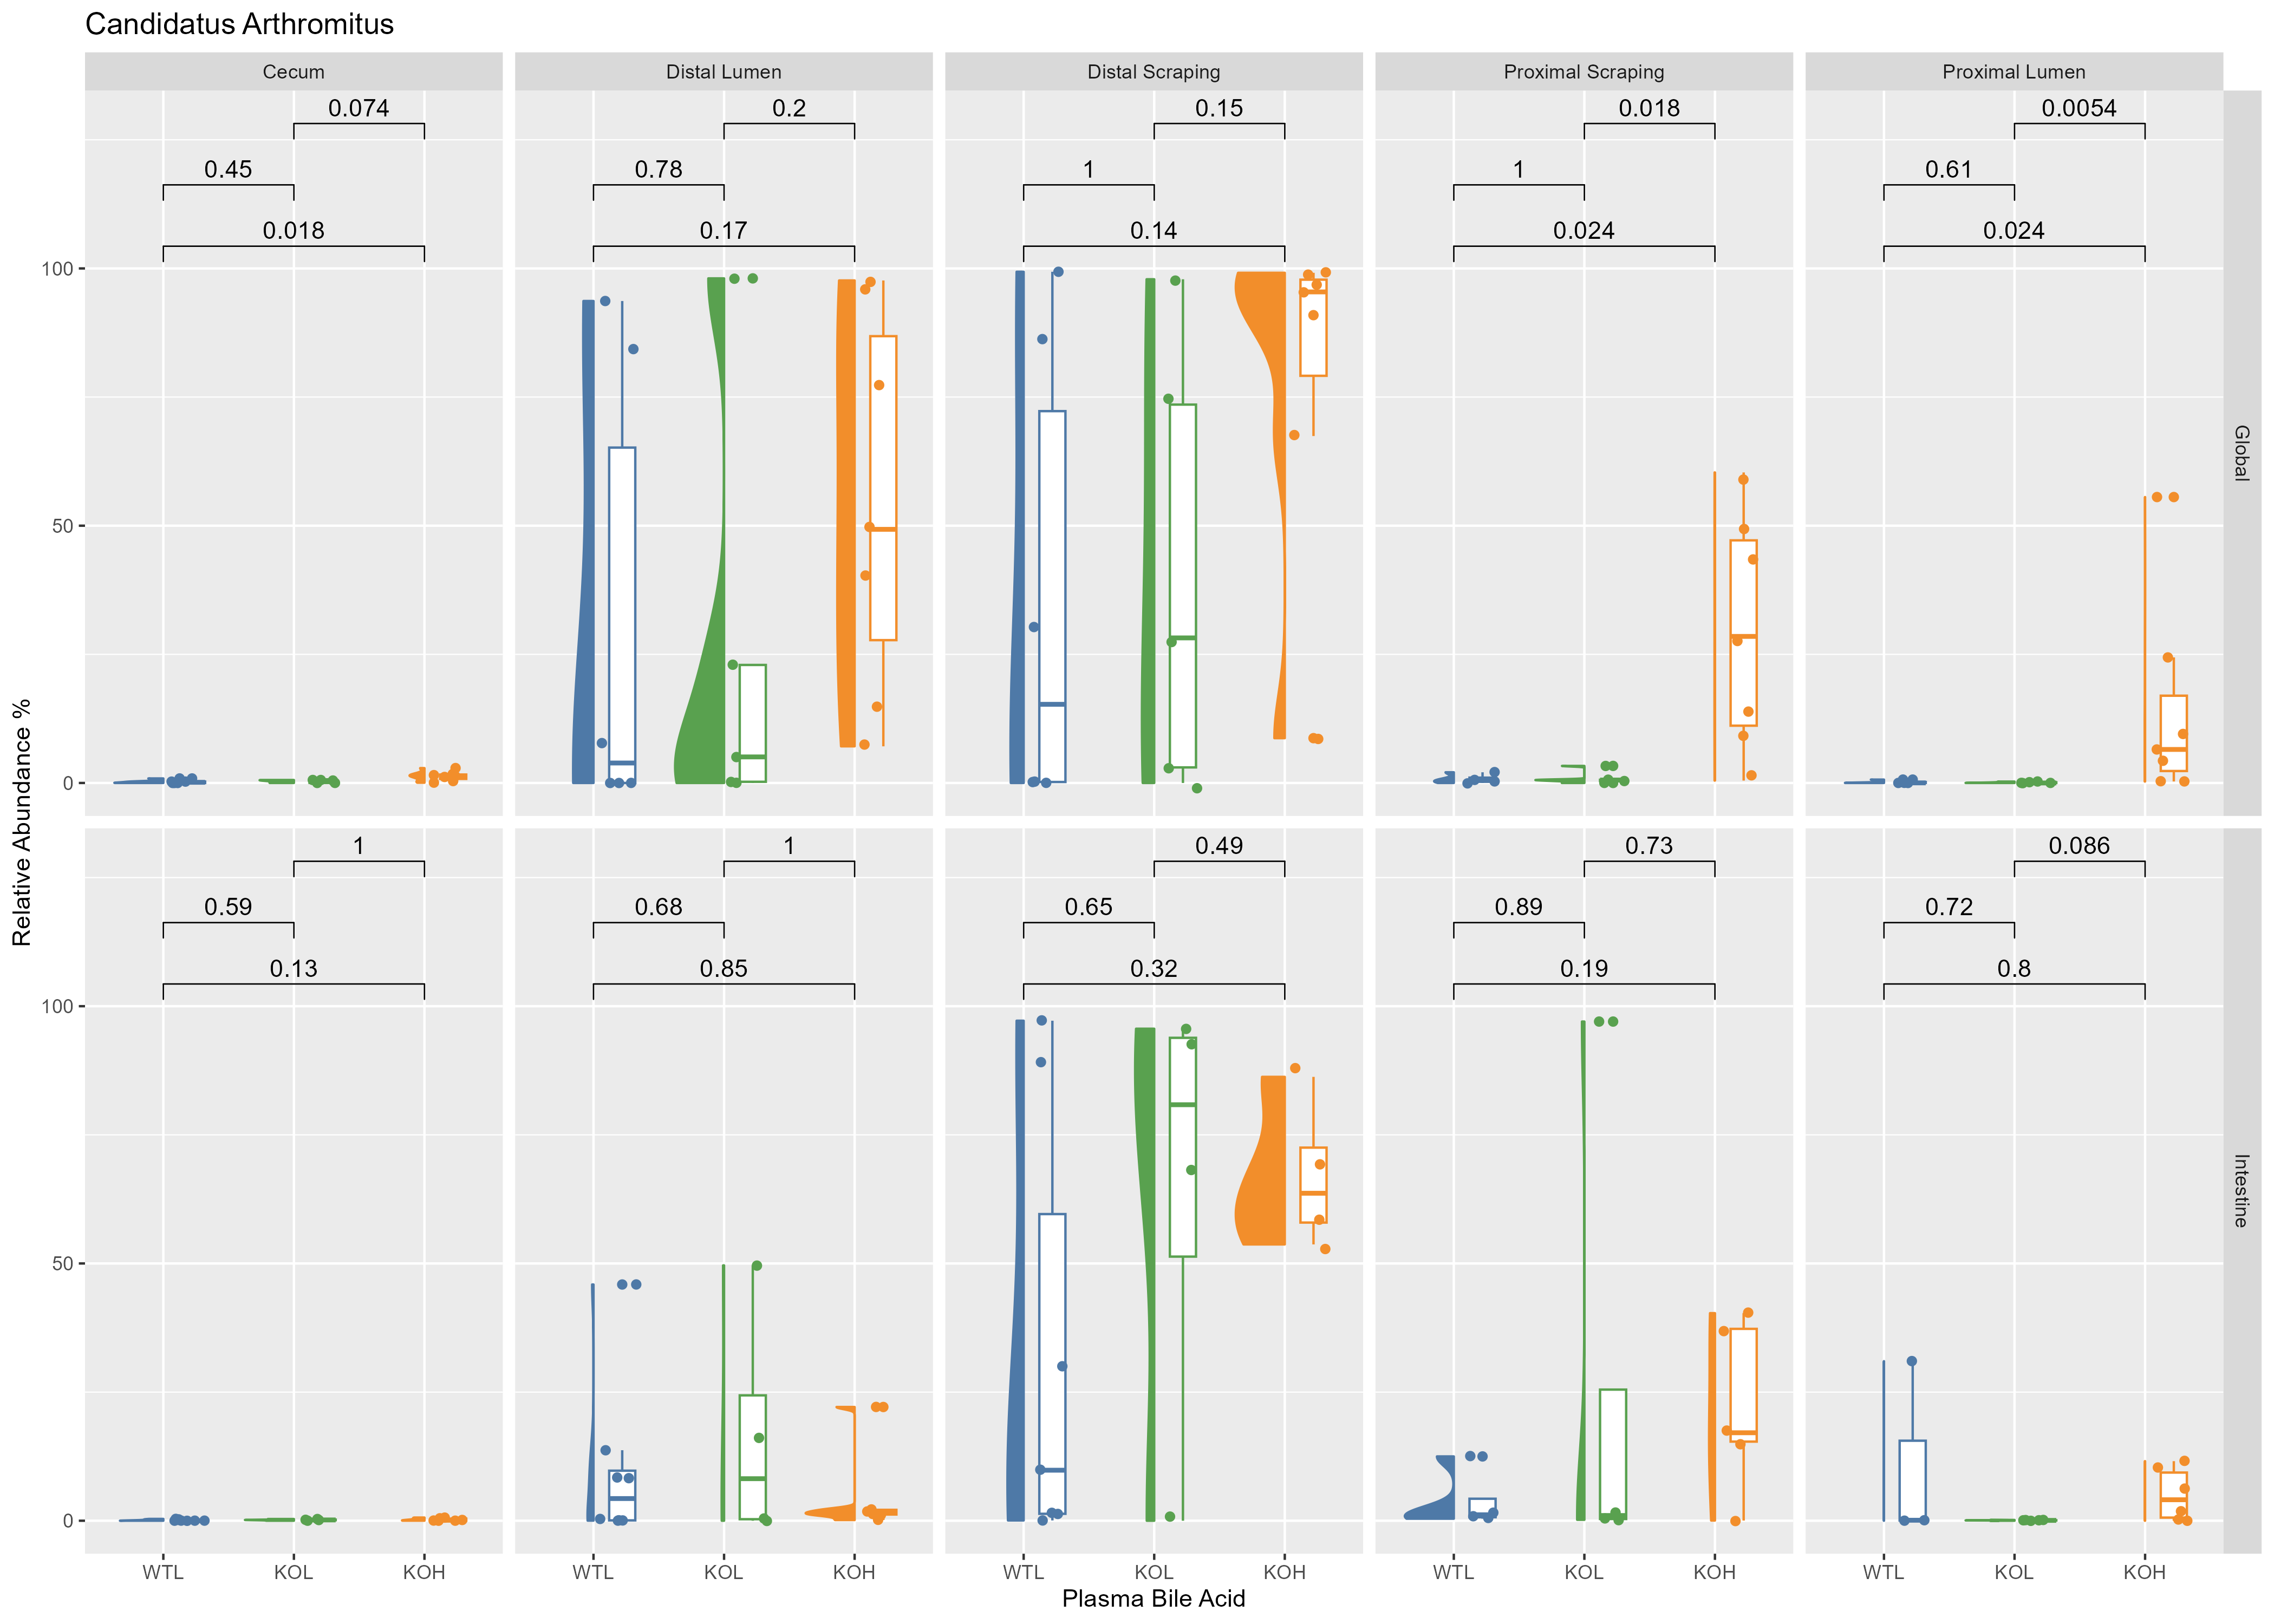 Candidatus Arthromitus
Cecum
Distal Lumen
Distal Scraping
Proximal Scraping
Proximal Lumen
0.074
0.2
0.15
0.018
0.0054
0.45
0.78
1
1
0.61
0.018
0.17
0.14
0.024
0.024
100
50
0
Global
1
1
0.49
0.73
0.086
0.59
0.68
0.65
0.89
0.72
0.13
0.85
0.32
0.19
0.8
100
50
0
Intestine
Relative Abundance %
WTL KOL KOH
WTL KOL KOH
WTL KOL KOH
WTL KOL KOH
WTL KOL KOH
Plasma Bile Acid